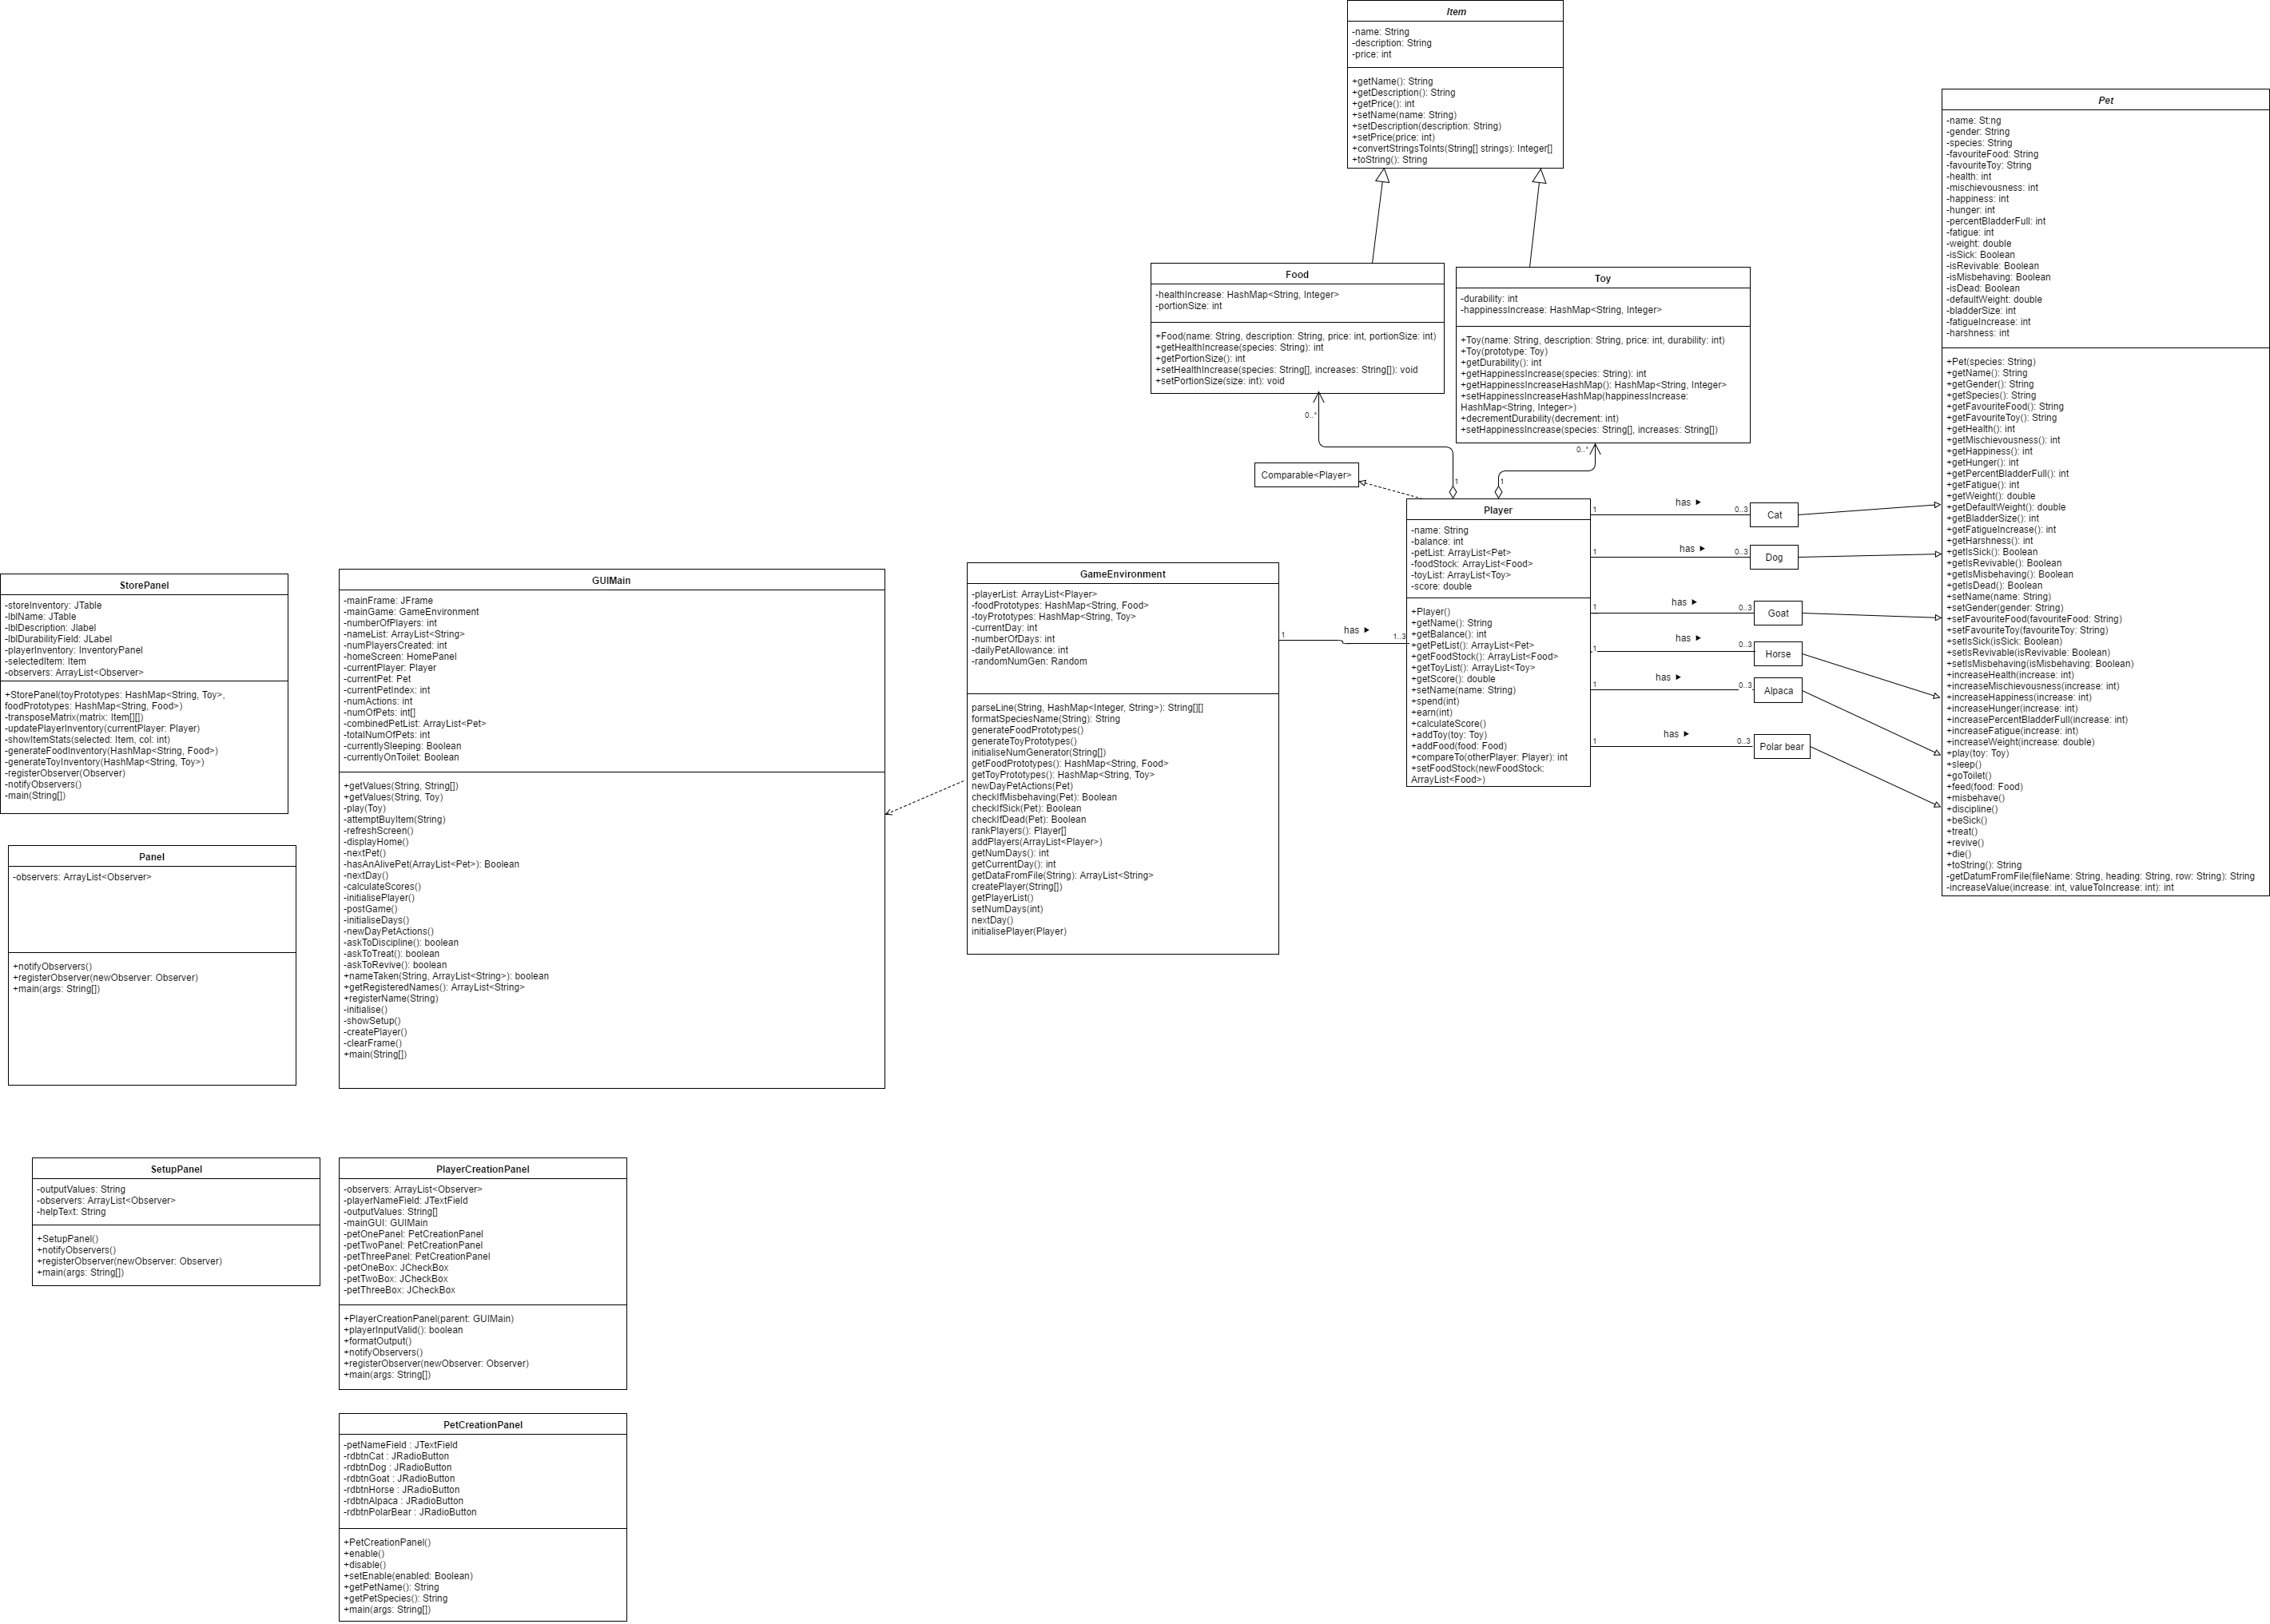 Item
-name: String
-description: String
-price: int
+getName(): String
+getDescription(): String
+getPrice(): int
+setName(name: String)
+setDescription(description: String)
+setPrice(price: int)
+convertStringsToInts(String[] strings): Integer[]
+toString(): String
Pet
-name: St:ng
-gender: String
-species: String
-favouriteFood: String
-favouriteToy: String
-health: int
-mischievousness: int
-happiness: int
-hunger: int
-percentBladderFull: int
-fatigue: int
-weight: double
-isSick: Boolean
-isRevivable: Boolean
-isMisbehaving: Boolean
-isDead: Boolean
-defaultWeight: double
-bladderSize: int
-fatigueIncrease: int
-harshness: int
+Pet(species: String)
+getName(): String
+getGender(): String
+getSpecies(): String
+getFavouriteFood(): String
+getFavouriteToy(): String
+getHealth(): int
+getMischievousness(): int
+getHappiness(): int
+getHunger(): int
+getPercentBladderFull(): int
+getFatigue(): int
+getWeight(): double
+getDefaultWeight(): double
+getBladderSize(): int
+getFatigueIncrease(): int
+getHarshness(): int
+getIsSick(): Boolean
+getIsRevivable(): Boolean
+getIsMisbehaving(): Boolean
+getIsDead(): Boolean
+setName(name: String)
+setGender(gender: String)
+setFavouriteFood(favouriteFood: String)
+setFavouriteToy(favouriteToy: String)
+setIsSick(isSick: Boolean)
+setIsRevivable(isRevivable: Boolean)
+setIsMisbehaving(isMisbehaving: Boolean)
+increaseHealth(increase: int)
+increaseMischievousness(increase: int)
+increaseHappiness(increase: int)
+increaseHunger(increase: int)
+increasePercentBladderFull(increase: int)
+increaseFatigue(increase: int)
+increaseWeight(increase: double)
+play(toy: Toy)
+sleep()
+goToilet()
+feed(food: Food)
+misbehave()
+discipline()
+beSick()
+treat()
+revive()
+die()
+toString(): String
-getDatumFromFile(fileName: String, heading: String, row: String): String
-increaseValue(increase: int, valueToIncrease: int): int
Food
-healthIncrease: HashMap<String, Integer>
-portionSize: int
+Food(name: String, description: String, price: int, portionSize: int)
+getHealthIncrease(species: String): int
+getPortionSize(): int
+setHealthIncrease(species: String[], increases: String[]): void
+setPortionSize(size: int): void
0..*
1
Toy
-durability: int
-happinessIncrease: HashMap<String, Integer>
+Toy(name: String, description: String, price: int, durability: int)
+Toy(prototype: Toy)
+getDurability(): int
+getHappinessIncrease(species: String): int
+getHappinessIncreaseHashMap(): HashMap<String, Integer>
+setHappinessIncreaseHashMap(happinessIncrease:
HashMap<String, Integer>)
+decrementDurability(decrement: int)
+setHappinessIncrease(species: String[], increases: String[])
0..*
1
Comparable<Player>
Player
-name: String
-balance: int
-petList: ArrayList<Pet>
-foodStock: ArrayList<Food>
-toyList: ArrayList<Toy>
-score: double
+Player()
+getName(): String
+getBalance(): int
+getPetList(): ArrayList<Pet>
+getFoodStock(): ArrayList<Food>
+getToyList(): ArrayList<Toy>
+getScore(): double
+setName(name: String)
+spend(int)
+earn(int)
+calculateScore()
+addToy(toy: Toy)
+addFood(food: Food)
+compareTo(otherPlayer: Player): int
+setFoodStock(newFoodStock:
ArrayList<Food>)
1 has ► 0..3 Cat
1 has ► 0..3 Dog
1 has ► 0..3 Goat
1 has ► 0..3 Horse
1 has ► 0..3 Alpaca
1 has ► 0..3 Polar bear
GameEnvironment
-playerList: ArrayList<Player>
-foodPrototypes: HashMap<String, Food>
-toyPrototypes: HashMap<String, Toy>
-currentDay: int
-numberOfDays: int
-dailyPetAllowance: int
-randomNumGen: Random
parseLine(String, HashMap<Integer, String>): String[][]
formatSpeciesName(String): String
generateFoodPrototypes()
generateToyPrototypes()
initialiseNumGenerator(String[])
getFoodPrototypes(): HashMap<String, Food>
getToyPrototypes(): HashMap<String, Toy>
newDayPetActions(Pet)
checkIfMisbehaving(Pet): Boolean
checkIfSick(Pet): Boolean
checkIfDead(Pet): Boolean
rankPlayers(): Player[]
addPlayers(ArrayList<Player>)
getNumDays(): int
getCurrentDay(): int
getDataFromFile(String): ArrayList<String>
createPlayer(String[])
getPlayerList()
setNumDays(int)
nextDay()
initialisePlayer(Player)
1 has ► 1..3
GUIMain
-mainFrame: JFrame
-mainGame: GameEnvironment
-numberOfPlayers: int
-nameList: ArrayList<String>
-numPlayersCreated: int
-homeScreen: HomePanel
-currentPlayer: Player
-currentPet: Pet
-currentPetIndex: int
-numActions: int
-numOfPets: int[]
-combinedPetList: ArrayList<Pet>
-totalNumOfPets: int
-currentlySleeping: Boolean
-currentlyOnToilet: Boolean
+getValues(String, String[])
+getValues(String, Toy)
-play(Toy)
-attemptBuyItem(String)
-refreshScreen()
-displayHome()
-nextPet()
-hasAnAlivePet(ArrayList<Pet>): Boolean
-nextDay()
-calculateScores()
-initialisePlayer()
-postGame()
-initialiseDays()
-newDayPetActions()
-askToDiscipline(): boolean
-askToTreat(): boolean
-askToRevive(): boolean
+nameTaken(String, ArrayList<String>): boolean
+getRegisteredNames(): ArrayList<String>
+registerName(String)
-initialise()
-showSetup()
-createPlayer()
-clearFrame()
+main(String[])
StorePanel
-storeInventory: JTable
-lblName: JTable
-lblDescription: Jlabel
-lblDurabilityField: JLabel
-playerInventory: InventoryPanel
-selectedItem: Item
-observers: ArrayList<Observer>
+StorePanel(toyPrototypes: HashMap<String, Toy>,
foodPrototypes: HashMap<String, Food>)
-transposeMatrix(matrix: Item[][])
-updatePlayerInventory(currentPlayer: Player)
-showItemStats(selected: Item, col: int)
-generateFoodInventory(HashMap<String, Food>)
-generateToyInventory(HashMap<String, Toy>)
-registerObserver(Observer)
-notifyObservers()
-main(String[])
Panel
-observers: ArrayList<Observer>
+notifyObservers()
+registerObserver(newObserver: Observer)
+main(args: String[])
SetupPanel
-outputValues: String
-observers: ArrayList<Observer>
-helpText: String
+SetupPanel()
+notifyObservers()
+registerObserver(newObserver: Observer)
+main(args: String[])
PlayerCreationPanel
-observers: ArrayList<Observer>
-playerNameField: JTextField
-outputValues: String[]
-mainGUI: GUIMain
-petOnePanel: PetCreationPanel
-petTwoPanel: PetCreationPanel
-petThreePanel: PetCreationPanel
-petOneBox: JCheckBox
-petTwoBox: JCheckBox
-petThreeBox: JCheckBox
+PlayerCreationPanel(parent: GUIMain)
+playerInputValid(): boolean
+formatOutput()
+notifyObservers()
+registerObserver(newObserver: Observer)
+main(args: String[])
PetCreationPanel
-petNameField : JTextField
-rdbtnCat : JRadioButton
-rdbtnDog : JRadioButton
-rdbtnGoat : JRadioButton
-rdbtnHorse : JRadioButton
-rdbtnAlpaca : JRadioButton
-rdbtnPolarBear : JRadioButton
+PetCreationPanel()
+enable()
+disable()
+setEnable(enabled: Boolean)
+getPetName(): String
+getPetSpecies(): String
+main(args: String[])